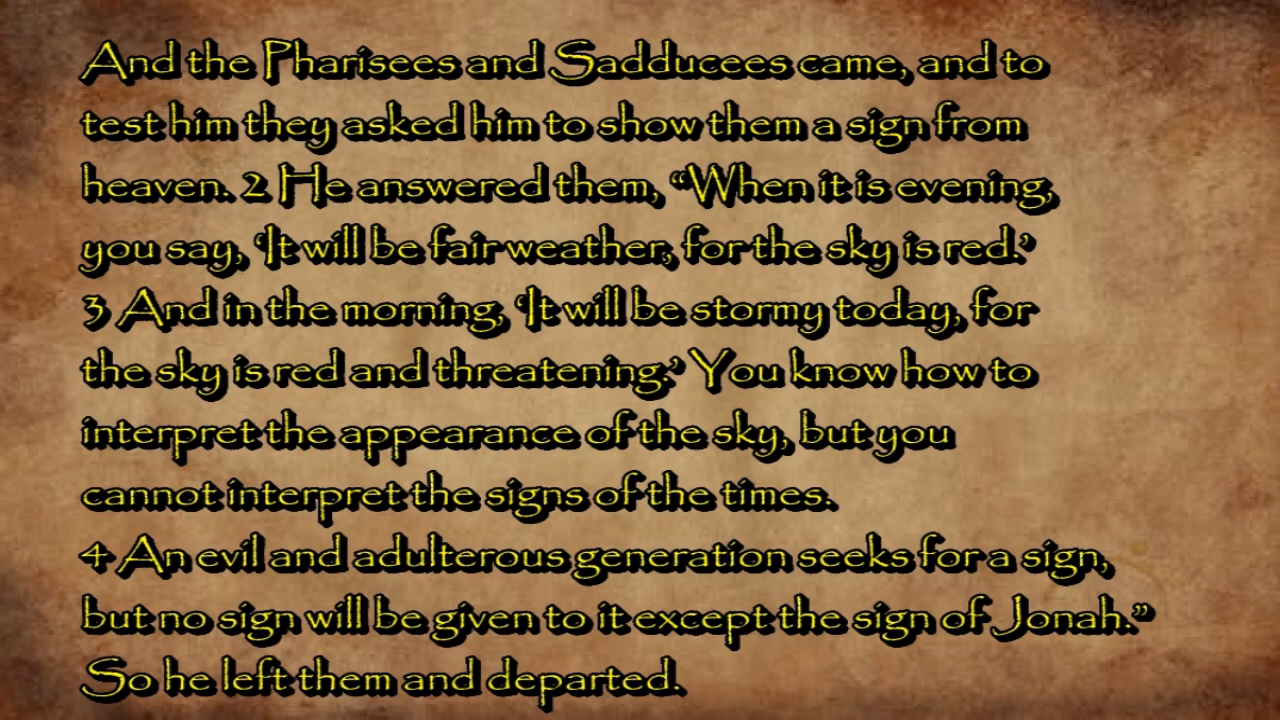 And the Pharisees and Sadducees came, and to
test him they asked him to show them a sign from
heaven. 2 He answered them, “When it is evening,
you say, ‘It will be fair weather, for the sky is red.’
3 And in the morning, ‘It will be stormy today, for
the sky is red and threatening.’ You know how to
interpret the appearance of the sky, but you
cannot interpret the signs of the times.
4 An evil and adulterous generation seeks for a sign,
but no sign will be given to it except the sign of Jonah.”
So he left them and departed.